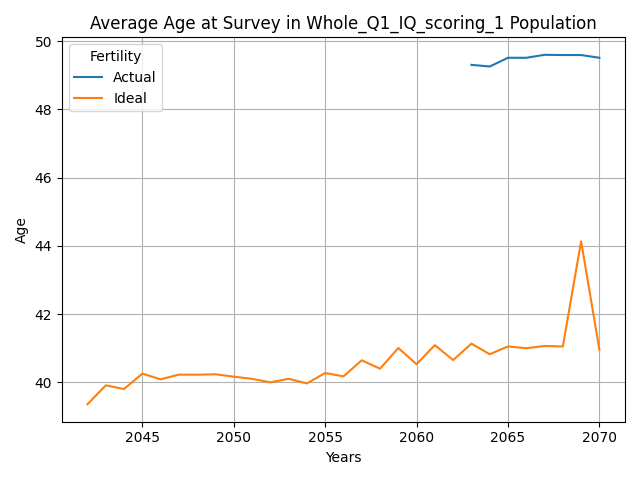 Average Age at Survey in Whole_Q1_IQ_scoring_1 Population
50
48
46
44
42
40
Age
Fertility
Actual
Ideal
2045 2050 2055 2060 2065 2070
Years